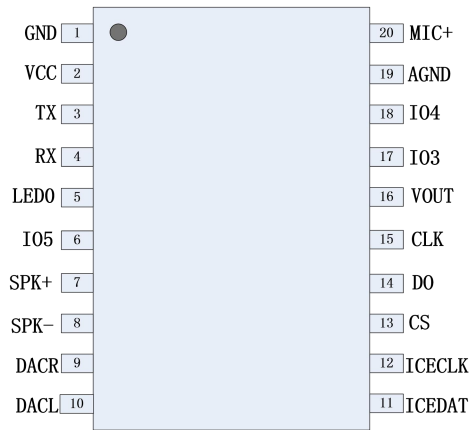 GND 1 20 MIC+
VCC 2 19 AGND
TX 3 18 IO4
RX 4 17 IO3
LED0 5 16 VOUT
IO5 6 15 CLK
SPK+ 7 14 DO
SPK- 8 13 CS
DACR 9 12 ICECLK
DACL 10 11 ICEDAT